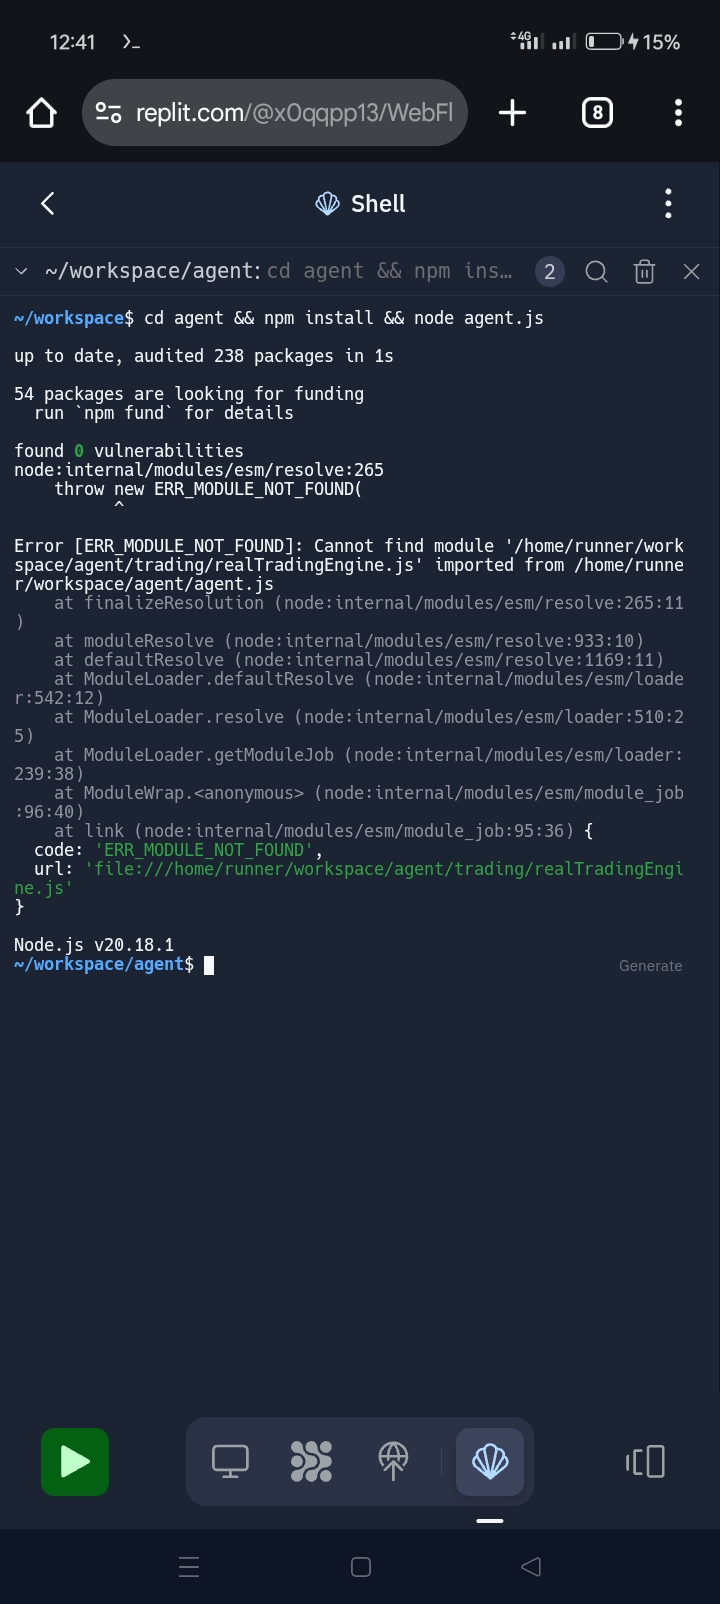 12:41
4G
15%
replit.com/@x0qqpp13/WebFl
8
Shell
~/workspace/agent: cd agent && npm ins…
2
~/workspace$ cd agent && npm install && node agent.js
up to date, audited 238 packages in 1s
54 packages are looking for funding
run `npm fund` for details
found 0 vulnerabilities
node:internal/modules/esm/resolve:265
throw new ERR_MODULE_NOT_FOUND(
^
Error [ERR_MODULE_NOT_FOUND]: Cannot find module '/home/runner/work
space/agent/trading/realTradingEngine.js' imported from /home/runne
r/workspace/agent/agent.js
at finalizeResolution (node:internal/modules/esm/resolve:265:11
)
at moduleResolve (node:internal/modules/esm/resolve:933:10)
at defaultResolve (node:internal/modules/esm/resolve:1169:11)
at ModuleLoader.defaultResolve (node:internal/modules/esm/loade
r:542:12)
at ModuleLoader.resolve (node:internal/modules/esm/loader:510:2
5)
at ModuleLoader.getModuleJob (node:internal/modules/esm/loader:
239:38)
at ModuleWrap.<anonymous> (node:internal/modules/esm/module_job
:96:40)
at link (node:internal/modules/esm/module_job:95:36) {
code: 'ERR_MODULE_NOT_FOUND',
url: 'file:///home/runner/workspace/agent/trading/realTradingEngi
ne.js'
}
Node.js v20.18.1
~/workspace/agent$
Generate